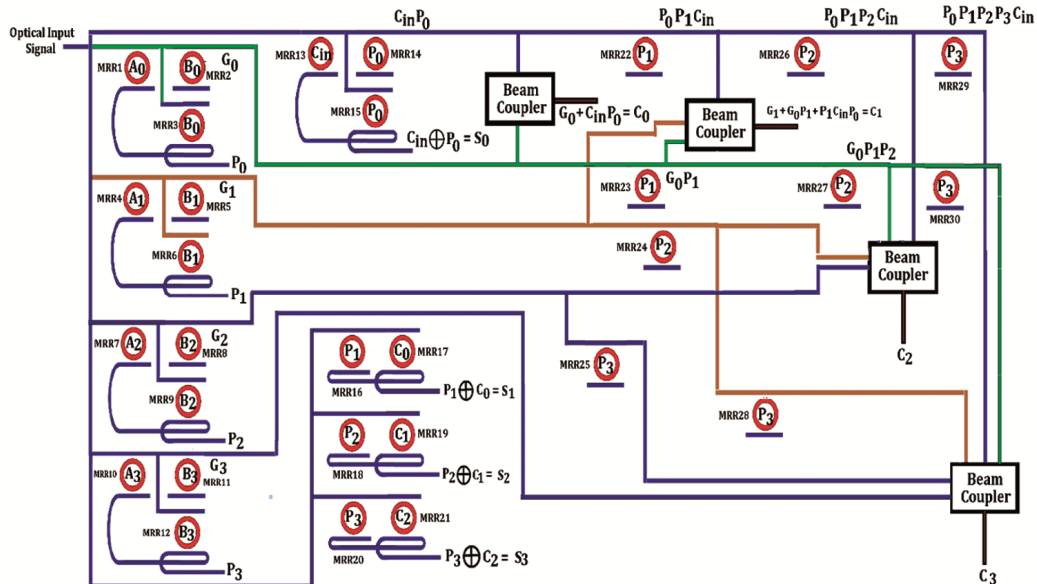 CinP0 P0P1Cin P0P1P2Cin P0P1P2P3Cin
Optical Input
Signal
MRR1 A0 G0 B0 MRR2
MRR3 B0
P0
MRR13 Cin P0 MRR14
MRR15 P0
Cin⊕P0 = S0
Beam
Coupler
G0+CinP0=C0
MRR22 P1
Beam
Coupler
G1+G0P1+P1CinP0=C1
MRR26 P2
P3
MRR29
G0P1
G0P1P2
MRR4 A1 G1 B1 MRR5
MRR6 B1
P1
MRR23 P1
MRR27 P2
P3
MRR30
MRR24 P2
Beam
Coupler
C2
MRR7 A2 G2 B2 MRR8
MRR9 B2
P2
P1 C0 MRR17
MRR16
P1⊕C0=S1
MRR25 P3
P2 C1 MRR19
MRR18
P2⊕C1=S2
MRR28 P3
MRR10 A3 G3 B3 MRR11
MRR12 B3
P3
P3 C2 MRR21
MRR20
P3⊕C2=S3
Beam
Coupler
C3